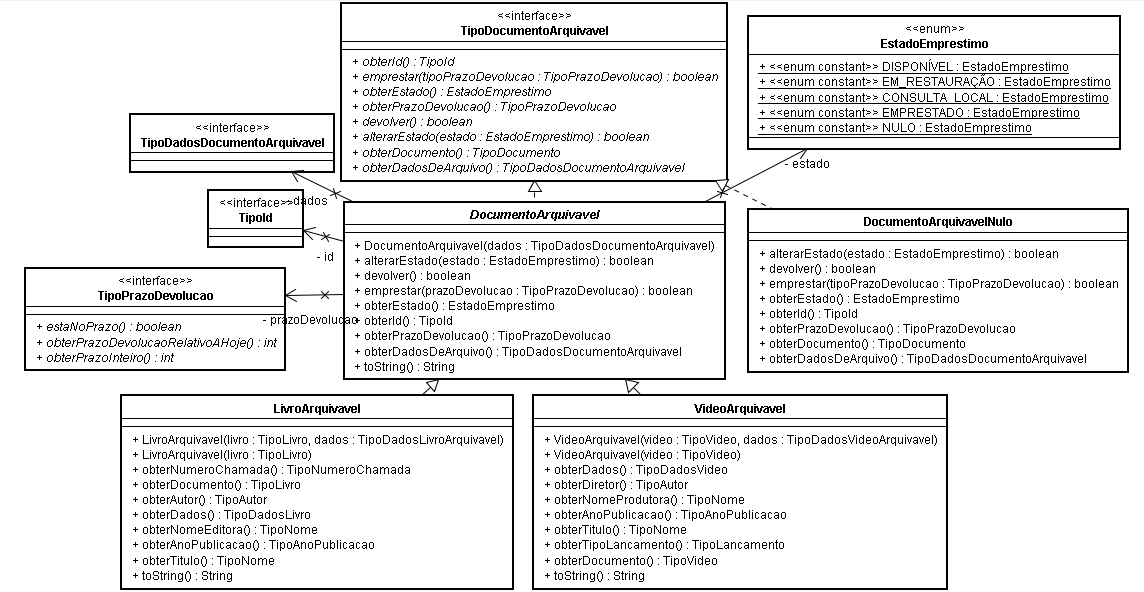 <<interface>>
TipoDocumentoArquivavel
+ obterId() : TipoId
+ emprestar(tipoPrazoDevolucao : TipoPrazoDevolucao) : boolean
+ obterEstado() : EstadoEmprestimo
+ obterPrazoDevolucao() : TipoPrazoDevolucao
+ devolver() : boolean
+ alterarEstado(estado : EstadoEmprestimo) : boolean
+ obterDocumento() : TipoDocumento
+ obterDadosDeArquivo() : TipoDadosDocumentoArquivavel
<<enum>>
EstadoEmprestimo
+ <<enum constant>> DISPONÍVEL : EstadoEmprestimo
+ <<enum constant>> EM_RESTAURAÇÃO : EstadoEmprestimo
+ <<enum constant>> CONSULTA_LOCAL : EstadoEmprestimo
+ <<enum constant>> EMPRESTADO : EstadoEmprestimo
+ <<enum constant>> NULO : EstadoEmprestimo
<<interface>>
TipoDadosDocumentoArquivavel
- estado
- dados
<<interface>>
TipoId
- id
<<interface>>
TipoPrazoDevolucao
+ estaNoPrazo() : boolean
+ obterPrazoDevolucaoRelativoAHoje() : int
+ obterPrazoInteiro() : int
- prazoDevolucao
DocumentoArquivavel
+ DocumentoArquivavel(dados : TipoDadosDocumentoArquivavel)
+ alterarEstado(estado : EstadoEmprestimo) : boolean
+ devolver() : boolean
+ emprestar(prazoDevolucao : TipoPrazoDevolucao) : boolean
+ obterEstado() : EstadoEmprestimo
+ obterId() : TipoId
+ obterPrazoDevolucao() : TipoPrazoDevolucao
+ obterDadosDeArquivo() : TipoDadosDocumentoArquivavel
+ toString() : String
DocumentoArquivavelNulo
+ alterarEstado(estado : EstadoEmprestimo) : boolean
+ devolver() : boolean
+ emprestar(tipoPrazoDevolucao : TipoPrazoDevolucao) : boolean
+ obterEstado() : EstadoEmprestimo
+ obterId() : TipoId
+ obterPrazoDevolucao() : TipoPrazoDevolucao
+ obterDocumento() : TipoDocumento
+ obterDadosDeArquivo() : TipoDadosDocumentoArquivavel
LivroArquivavel
+ LivroArquivavel(livro : TipoLivro, dados : TipoDadosLivroArquivavel)
+ LivroArquivavel(livro : TipoLivro)
+ obterNumeroChamada() : TipoNumeroChamada
+ obterDocumento() : TipoLivro
+ obterAutor() : TipoAutor
+ obterDados() : TipoDadosLivro
+ obterNomeEditora() : TipoNome
+ obterAnoPublicacao() : TipoAnoPublicacao
+ obterTitulo() : TipoNome
+ toString() : String
VideoArquivavel
+ VideoArquivavel(video : TipoVideo, dados : TipoDadosVideoArquivavel)
+ VideoArquivavel(video : TipoVideo)
+ obterDados() : TipoDadosVideo
+ obterDiretor() : TipoAutor
+ obterNomeProdutora() : TipoNome
+ obterAnoPublicacao() : TipoAnoPublicacao
+ obterTitulo() : TipoNome
+ obterTipoLancamento() : TipoLancamento
+ obterDocumento() : TipoVideo
+ toString() : String